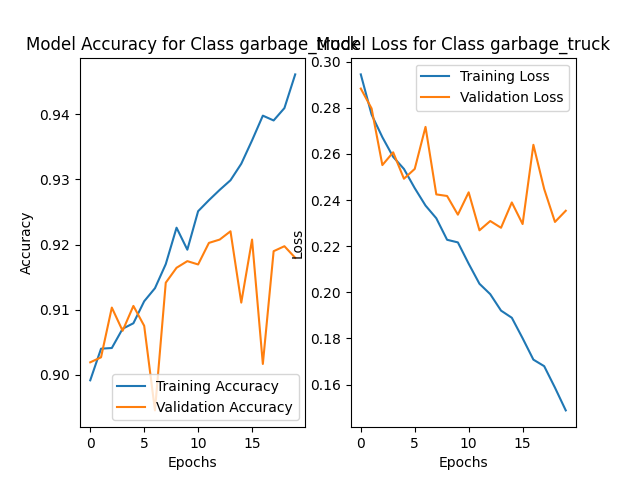 Model Accuracy for Class garbage_truck
0.94
0.93
0.92
0.91
0.90
Accuracy
Training Accuracy
Validation Accuracy
0
5
10
15
Epochs
Model Loss for Class garbage_truck
0.30
0.28
0.26
0.24
0.22
0.20
0.18
0.16
Loss
Training Loss
Validation Loss
0
5
10
15
Epochs